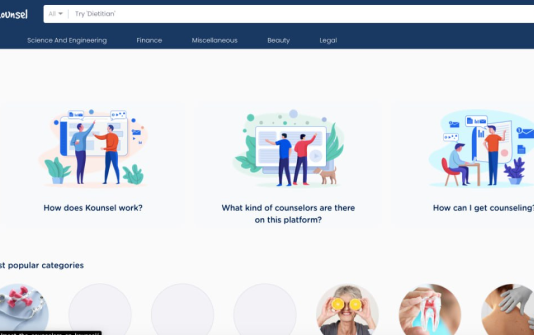 Kounsel
All Try 'Dietitian'
Science And Engineering Finance Miscellaneous Beauty Legal
How does Kounsel work?
What kind of counselors are there
on this platform?
How can I get counseling?
st popular categories